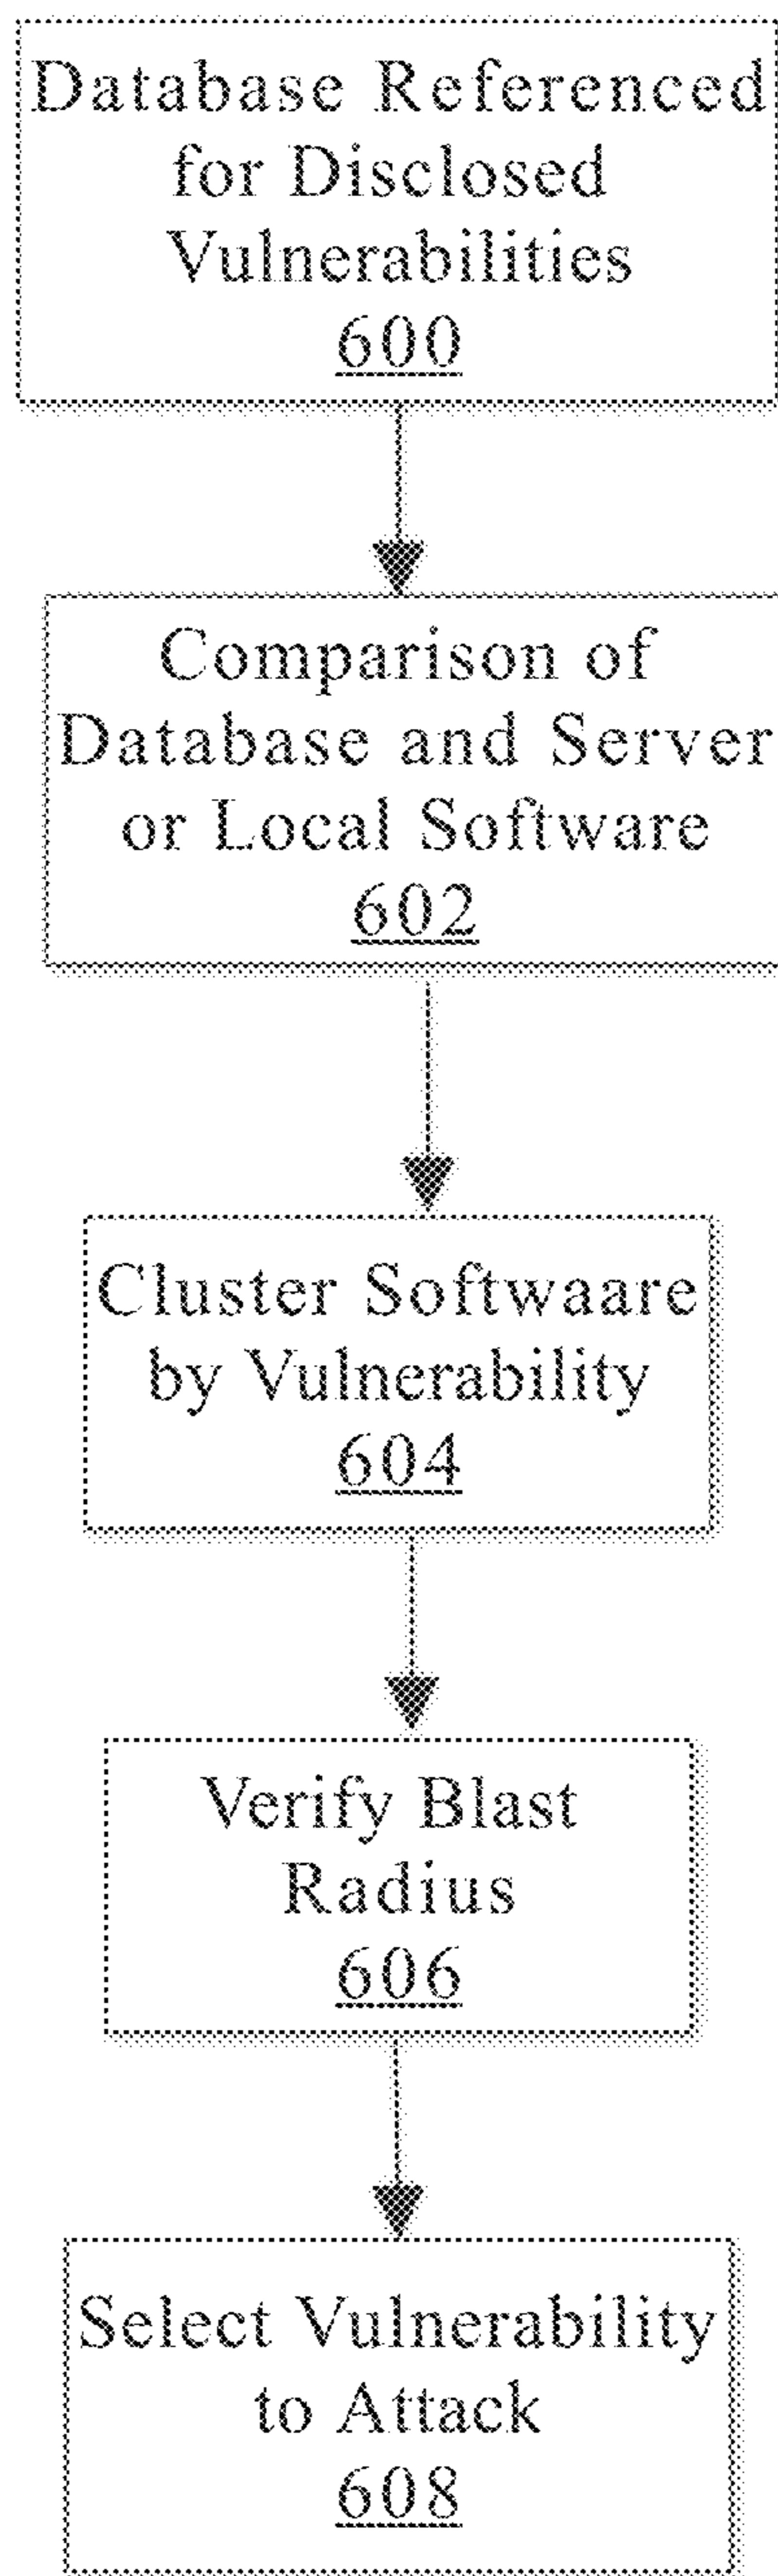 Database Referenced
for Disclosed
Vulnerabilities
600
Comparison of
Database and Server
or Local Software
602
Cluster Softwaare
by Vulnerability
604
Verify Blast
Radius
606
Select Vulnerability
to Attack
608